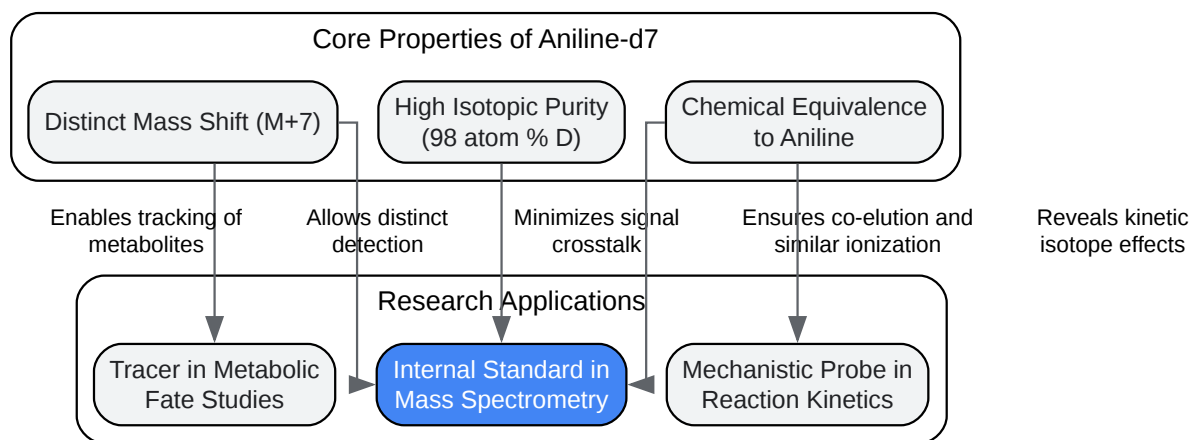 Core Properties of Aniline-d7
Distinct Mass Shift (M+7)
High Isotopic Purity
(98 atom % D)
Chemical Equivalence
to Aniline
Enables tracking of
metabolites
Allows distinct
detection
Minimizes signal
crosstalk
Ensures co-elution and
similar ionization
Reveals kinetic
isotope effects
Research Applications
Tracer in Metabolic
Fate Studies
Internal Standard in
Mass Spectrometry
Mechanistic Probe in
Reaction Kinetics